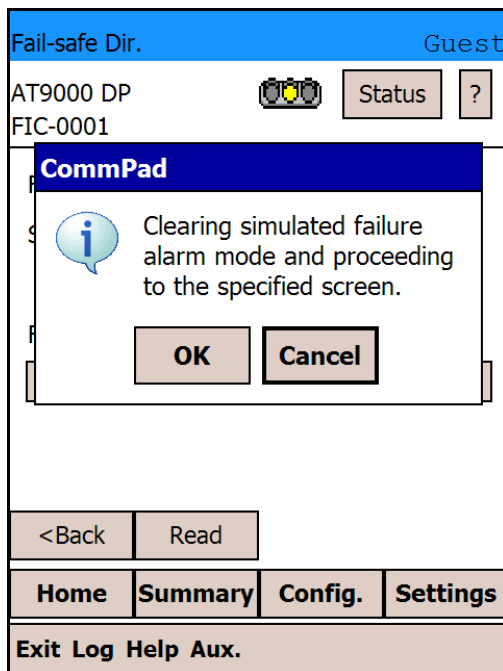 Fail-safe Dir. Guest
AT9000 DP Status ?
FIC-0001
CommPad
Clearing simulated failure
alarm mode and proceeding
to the specified screen.
OK Cancel
<Back Read
Home Summary Config. Settings
Exit Log Help Aux.